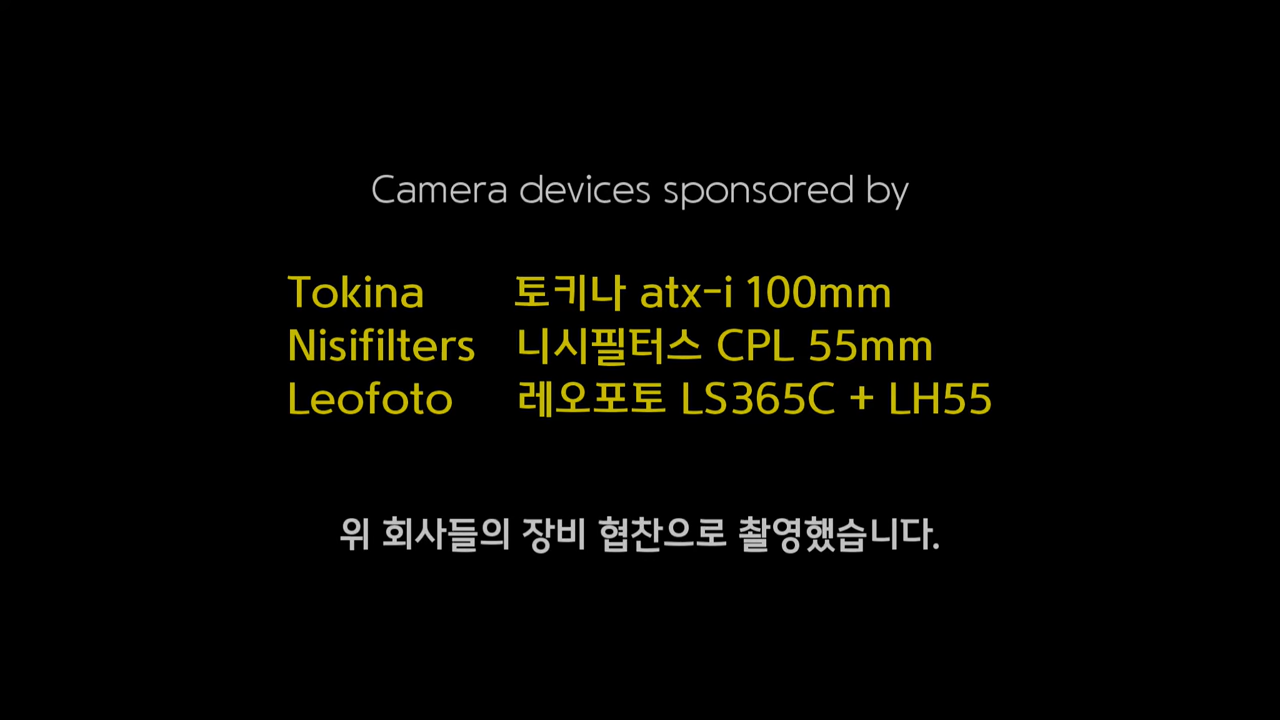 Camera devices sponsored by
Tokina 토키나 atx-i 100mm
Nisifilters 니시필터스 CPL 55mm
Leofoto 레오포토 LS365C + LH55
위 회사들의 장비 협찬으로 촬영했습니다.